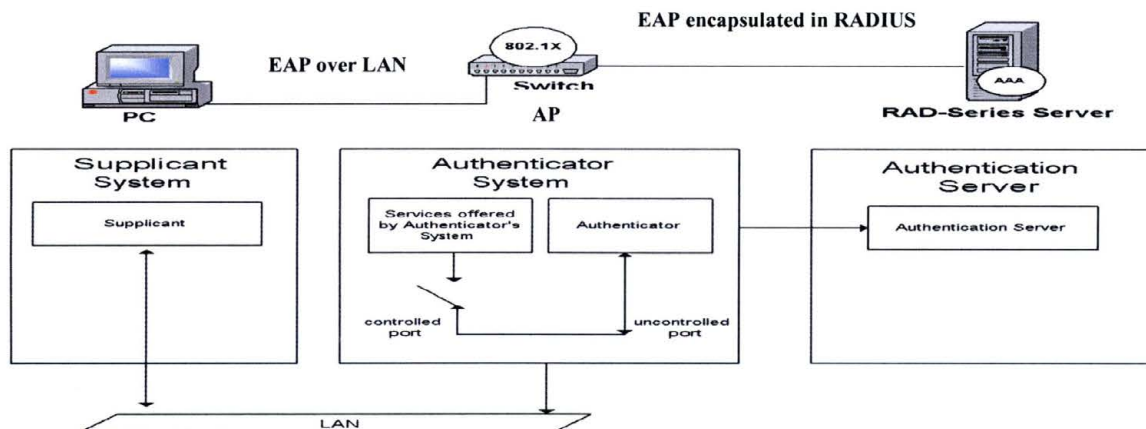 EAP encapsulated in RADIUS
802.1X
EAP over LAN
AAA
Switch
PC
AP
RAD-Series Server
Supplicant
System
Supplicant
Authenticator
System
Services offered
by Authenticator's
System
Authenticator
controlled
port
uncontrolled
port
Authentication
Server
Authentication Server
LAN